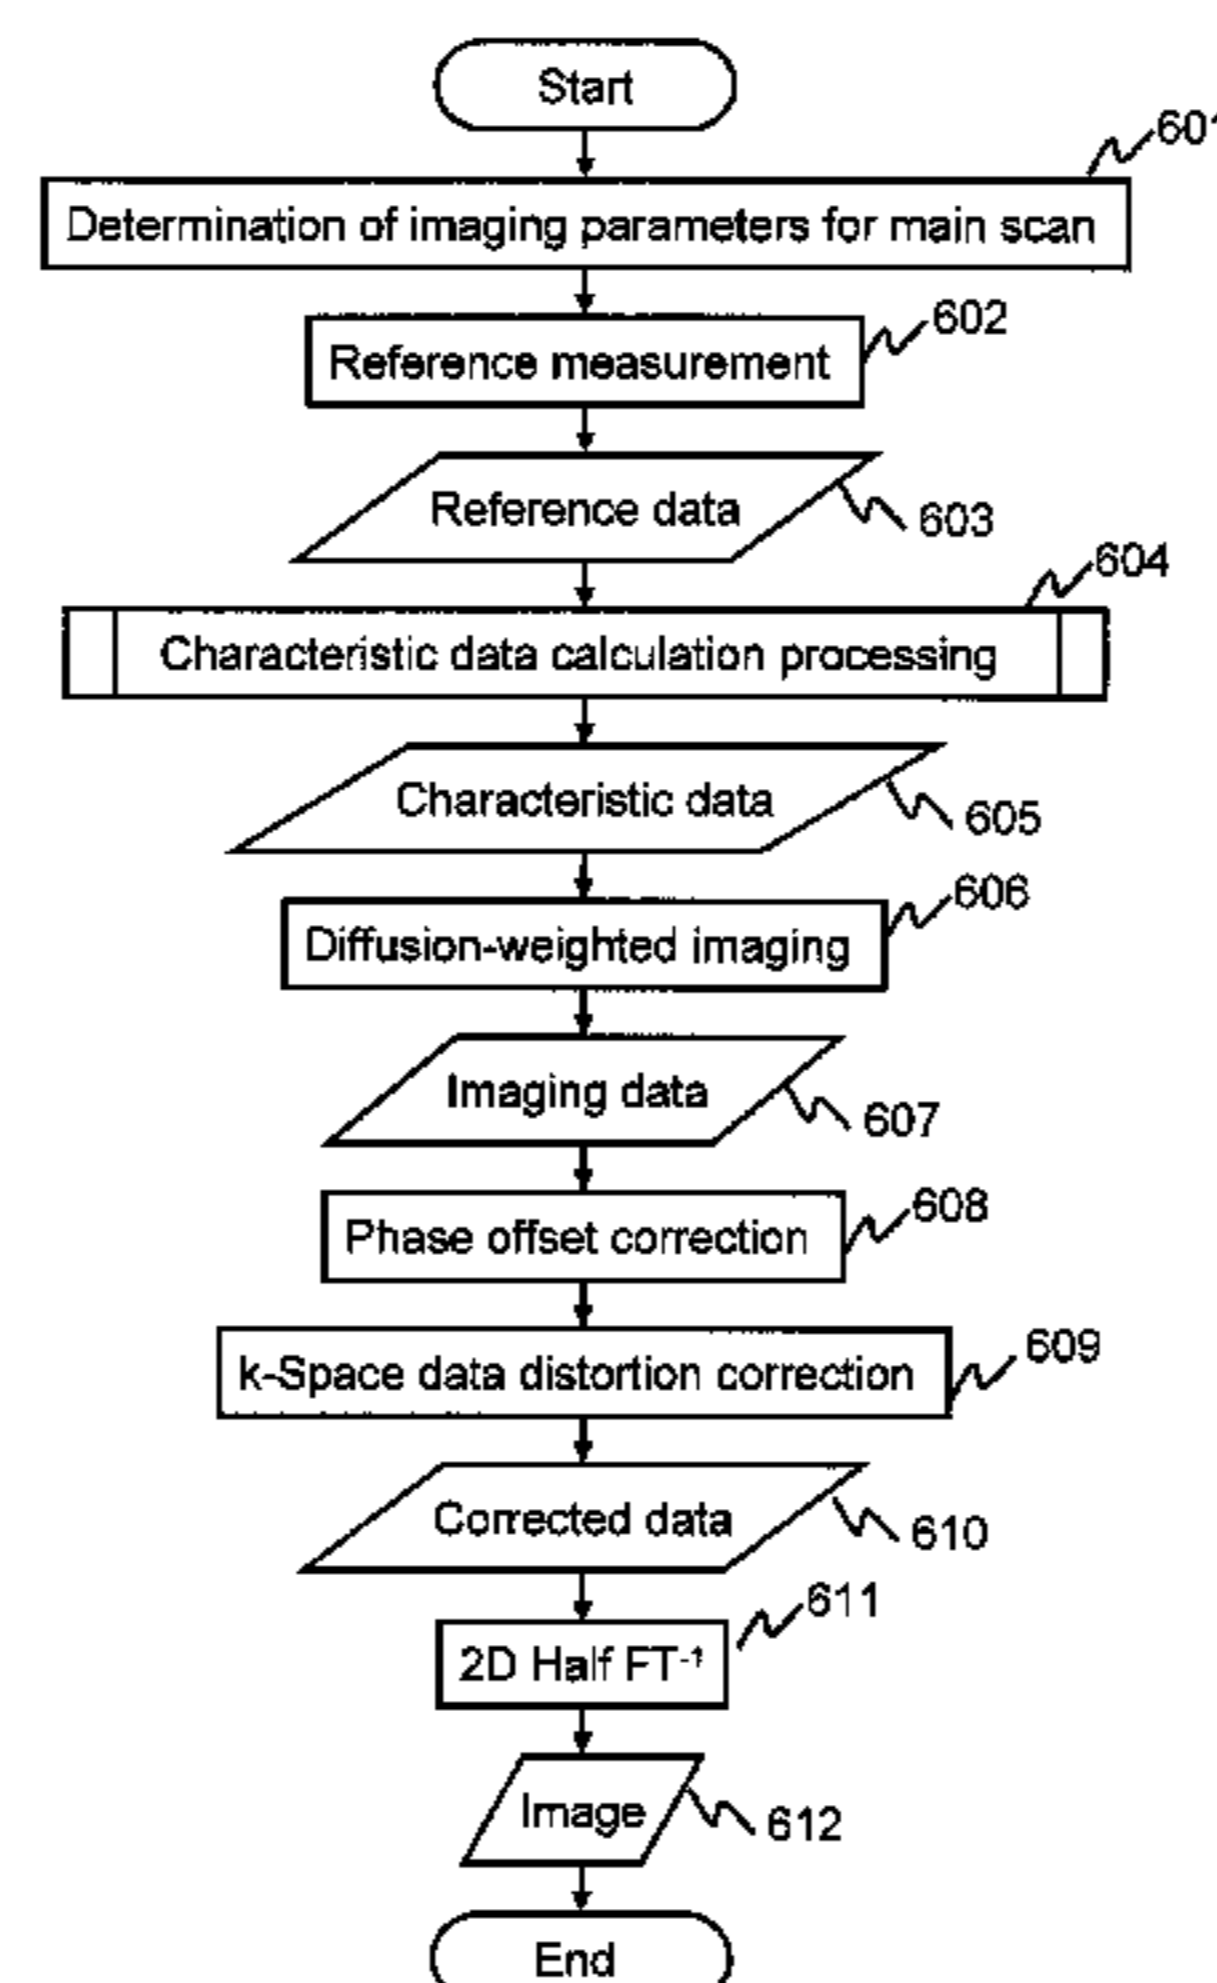 Start
601
Determination of imaging parameters for main scan
602
Reference measurement
Reference data
603
604
Characteristic data calculation processing
Characteristic data
605
606
Diffusion-weighted imaging
Imaging data
607
608
Phase offset correction
609
k-Space data distortion correction
Corrected data
610
611
2D Half FT⁻¹
Image
612
End